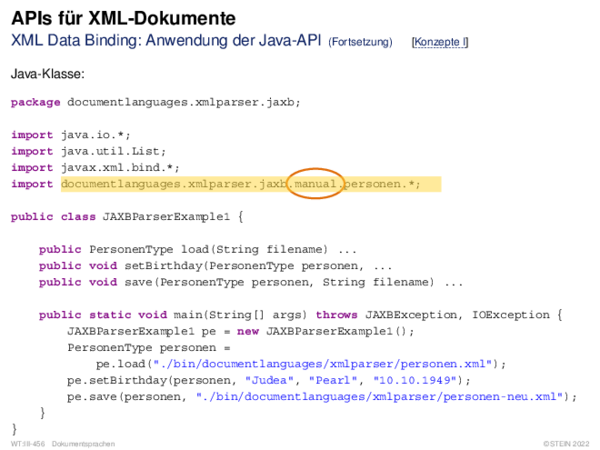 APIs für XML-Dokumente
XML Data Binding: Anwendung der Java-API (Fortsetzung) [Konzepte I]
Java-Klasse:
package documentlanguages.xmlparser.jaxb;
import java.io.*;
import java.util.List;
import javax.xml.bind.*;
import documentlanguages.xmlparser.jaxb.manual.personen.*;
public class JAXBParserExample1 {
public PersonenType load(String filename) ...
public void setBirthday(PersonenType personen, ...
public void save(PersonenType personen, String filename) ...
public static void main(String[] args) throws JAXBException, IOException {
JAXBParserExample1 pe = new JAXBParserExample1();
PersonenType personen =
pe.load("./bin/documentlanguages/xmlparser/personen.xml");
pe.setBirthday(personen, "Judea", "Pearl", "10.10.1949");
pe.save(personen, "./bin/documentlanguages/xmlparser/personen-neu.xml");
}
}
WT:III-456 Dokumentsprachen ©STEIN 2022